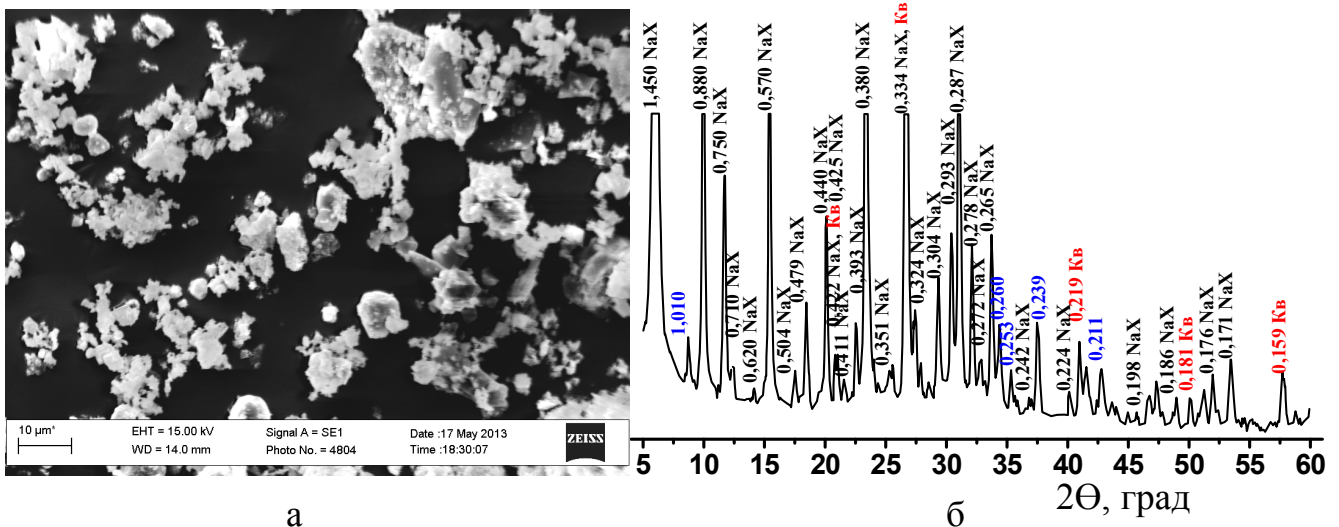 10 µm*
EHT = 15.00 kV
WD = 14.0 mm
Signal A = SE1
Photo No. = 4804
Date :17 May 2013
Time :18:30:07
ZEISS
а
1,450 NaX
1,010
0,880 NaX
0,750 NaX
0,710 NaX
0,620 NaX
0,570 NaX
0,504 NaX
0,479 NaX
0,440 NaX
0,425 NaX
NaX, Кв
0,411 NaX
0,393 NaX
0,351 NaX
0,380 NaX
0,334 NaX, Кв
0,324 NaX
0,304 NaX
0,293 NaX
0,287 NaX
0,278 NaX
0,272 NaX
0,265 NaX
0,260
0,253
0,242 NaX
0,239
0,224 NaX
0,219 Кв
0,211
0,198 NaX
0,186 NaX
0,181 Кв
0,176 NaX
0,171 NaX
0,159 Кв
5 10 15 20 25 30 35 40 45 50 55 60
2Θ, град
б